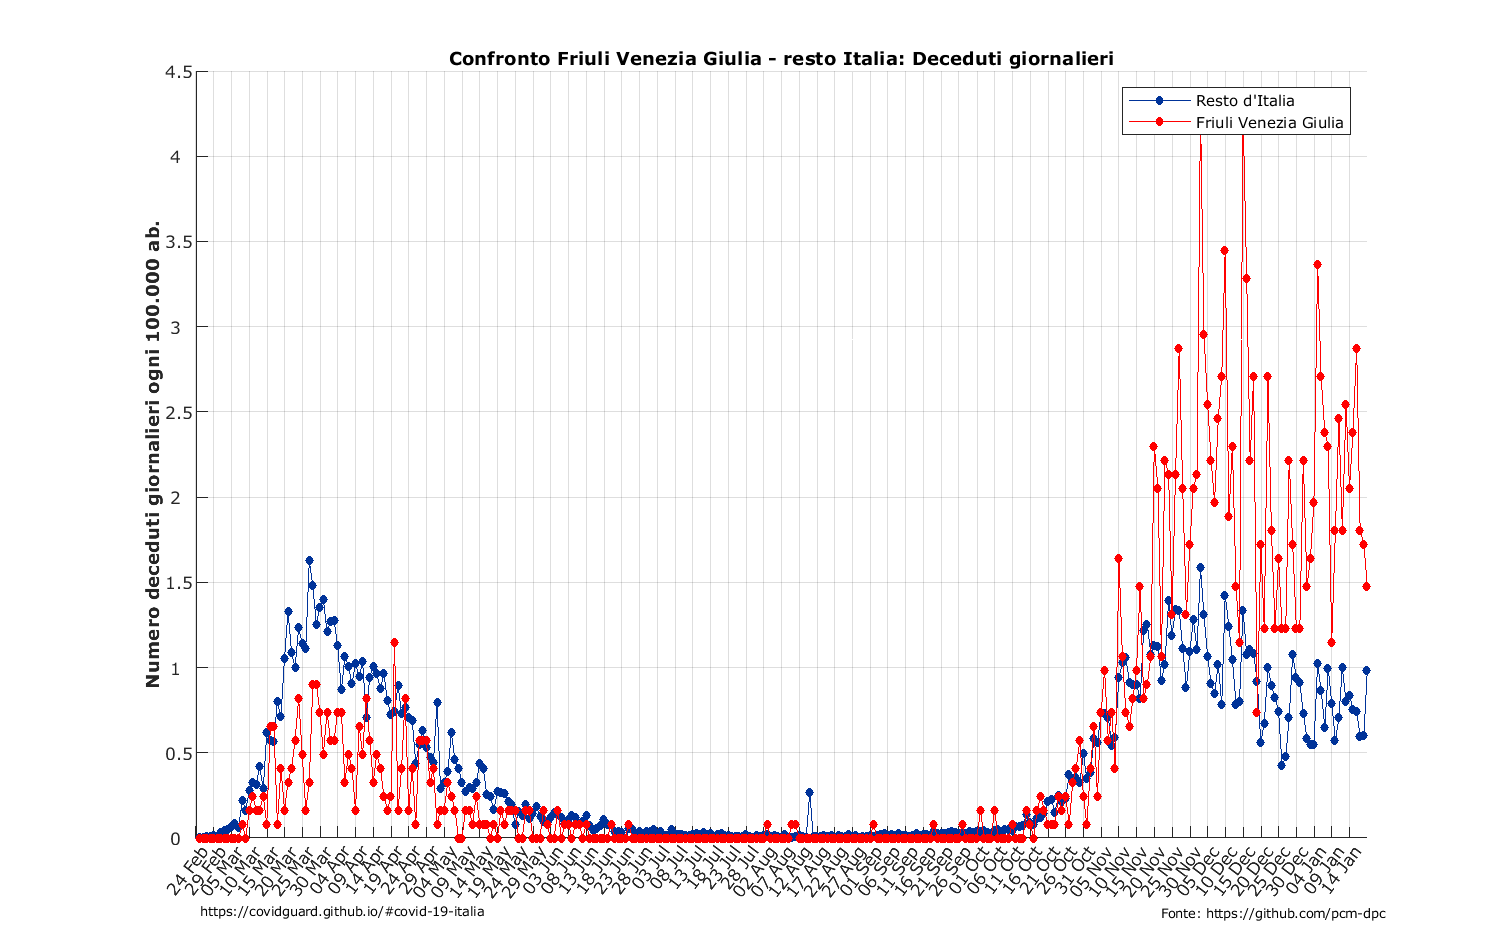 Confronto Friuli Venezia Giulia - resto Italia: Deceduti giornalieri
Resto d'Italia
Friuli Venezia Giulia
Numero deceduti giornalieri ogni 100.000 ab.
4.5
4
3.5
3
2.5
2
1.5
1
0.5
0
24 Feb
29 Feb
05 Mar
10 Mar
15 Mar
20 Mar
25 Mar
30 Mar
04 Apr
09 Apr
14 Apr
19 Apr
24 Apr
29 Apr
04 May
09 May
14 May
19 May
24 May
29 May
03 Jun
08 Jun
13 Jun
18 Jun
23 Jun
28 Jun
03 Jul
08 Jul
13 Jul
18 Jul
23 Jul
28 Jul
02 Aug
07 Aug
12 Aug
17 Aug
22 Aug
27 Aug
01 Sep
06 Sep
11 Sep
16 Sep
21 Sep
26 Sep
01 Oct
06 Oct
11 Oct
16 Oct
21 Oct
26 Oct
31 Oct
05 Nov
10 Nov
15 Nov
20 Nov
25 Nov
30 Nov
05 Dec
10 Dec
15 Dec
20 Dec
25 Dec
30 Dec
04 Jan
09 Jan
14 Jan
https://covidguard.github.io/#covid-19-italia
Fonte: https://github.com/pcm-dpc